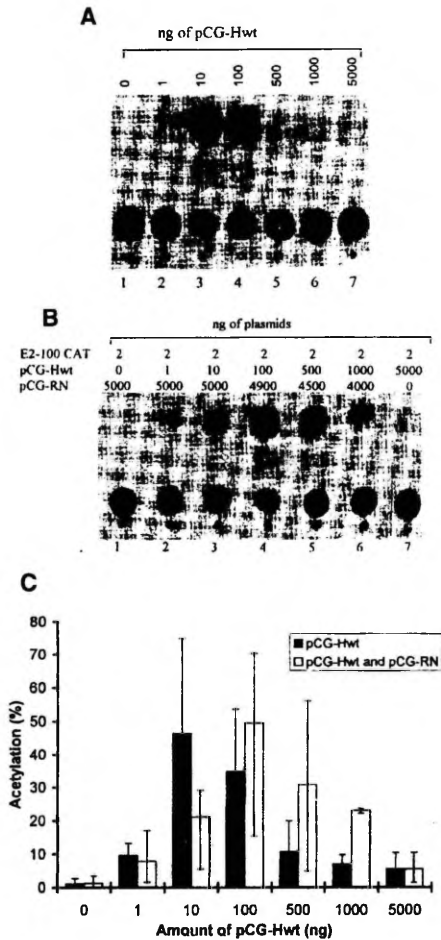 A
ng of pCG-Hwt
0 1 10 100 500 1000 5000
1 2 3 4 5 6 7
B
ng of plasmids
E2-100 CAT 2 2 2 2 2 2 2
pCG-Hwt 0 1 10 100 500 1000 5000
pCG-RN 5000 5000 5000 4900 4500 4000 0
1 2 3 4 5 6 7
C
80
70
60
50
40
30
20
10
0
Acetylation (%)
pCG-Hwt
pCG-Hwt and pCG-RN
0 1 10 100 500 1000 5000
Amount of pCG-Hwt (ng)